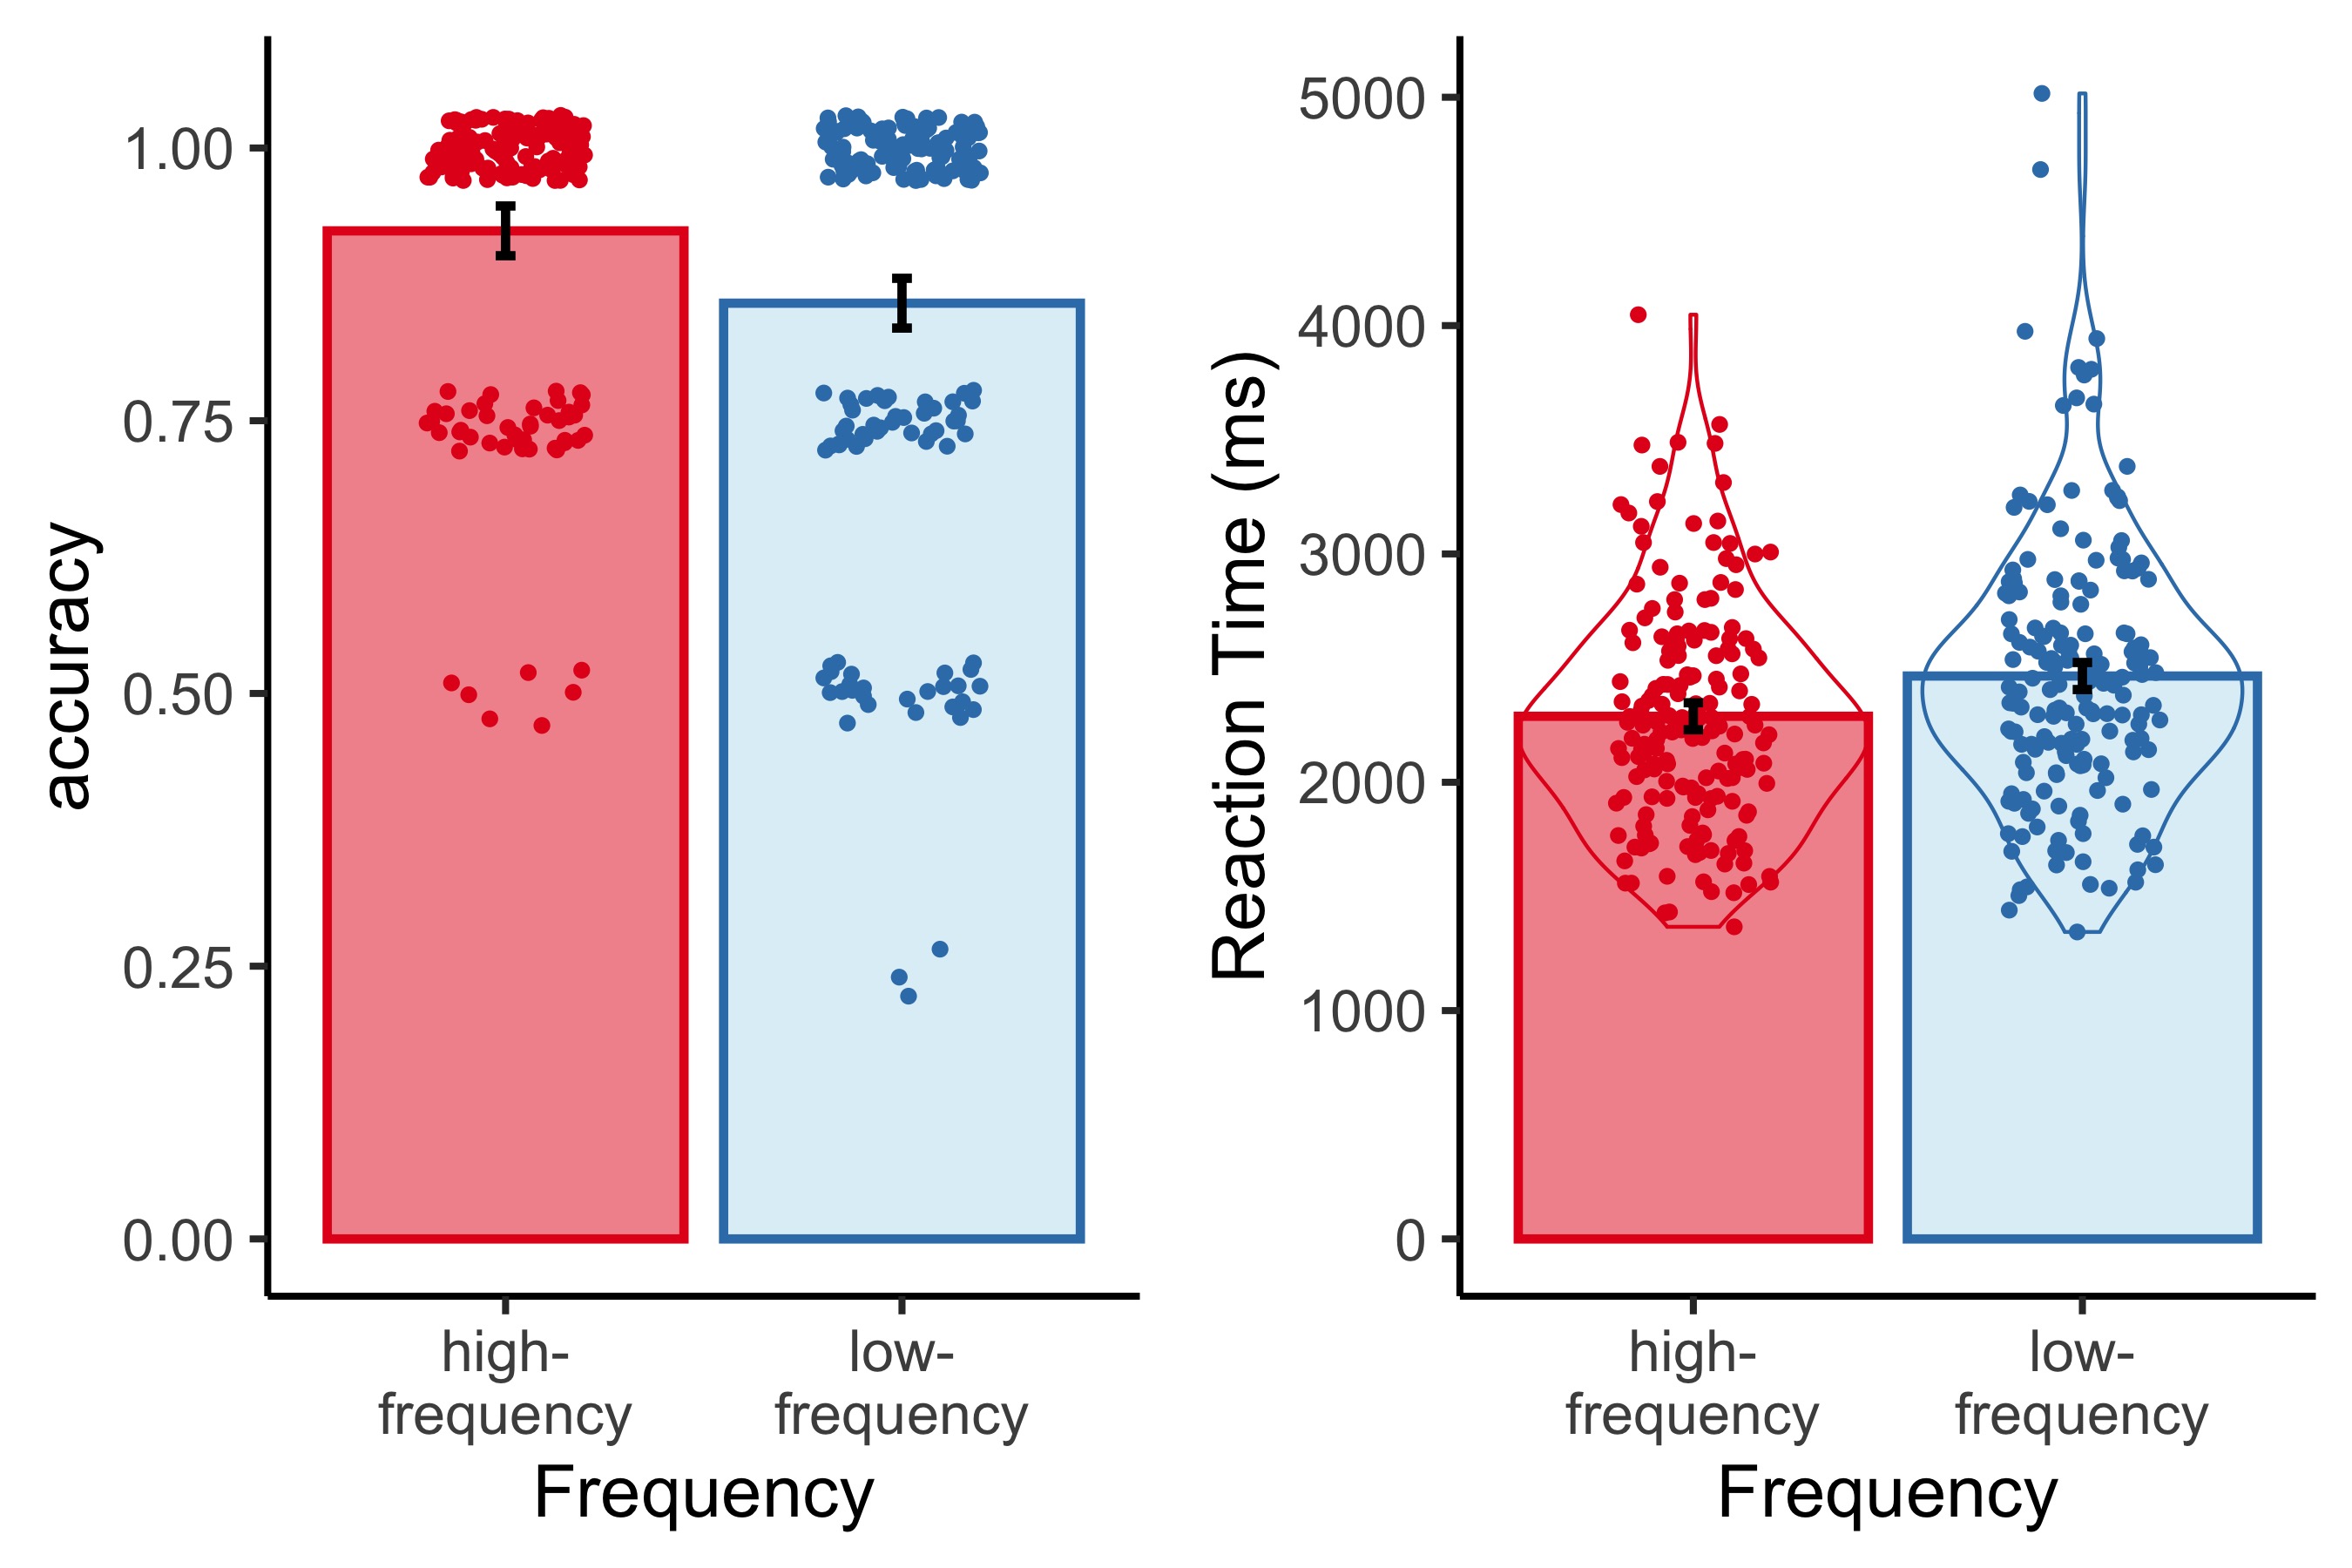 accuracy
1.00
0.75
0.50
0.25
0.00
high-
frequency
low-
frequency
Frequency
Reaction Time (ms)
5000
4000
3000
2000
1000
0
high-
frequency
low-
frequency
Frequency